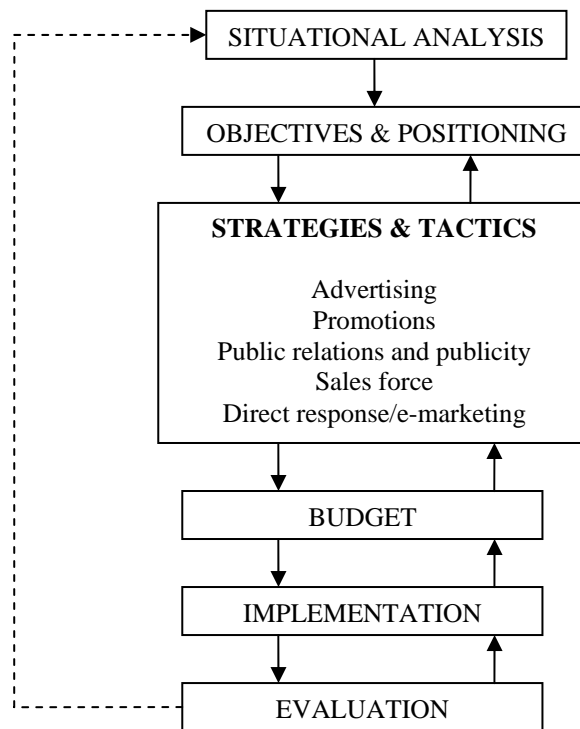 SITUATIONAL ANALYSIS
OBJECTIVES & POSITIONING
STRATEGIES & TACTICS
Advertising
Promotions
Public relations and publicity
Sales force
Direct response/e-marketing
BUDGET
IMPLEMENTATION
EVALUATION